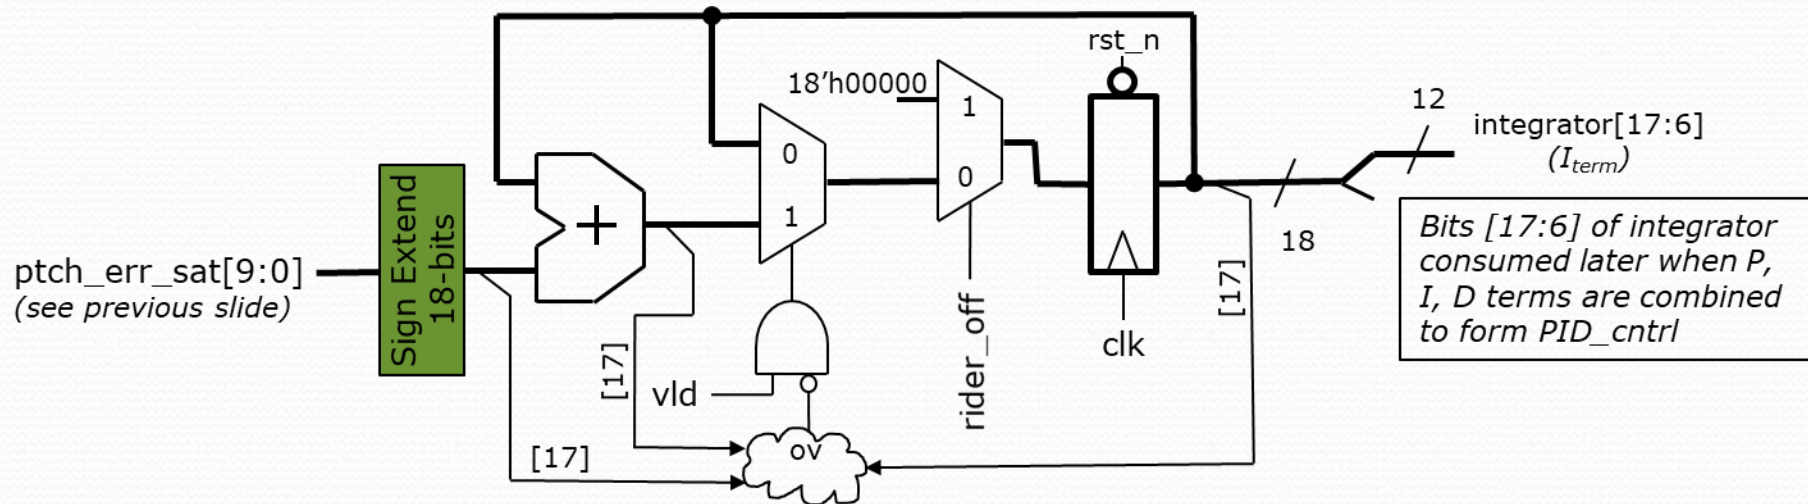 rst_n
18'h00000
1
0
0
1
+
Sign Extend
18-bits
ptch_err_sat[9:0]
(see previous slide)
12
integrator[17:6]
(Iterm)
18
[17]
Bits [17:6] of integrator
consumed later when P,
I, D terms are combined
to form PID_cntrl
clk
rider_off
[17]
vld
ov
[17]